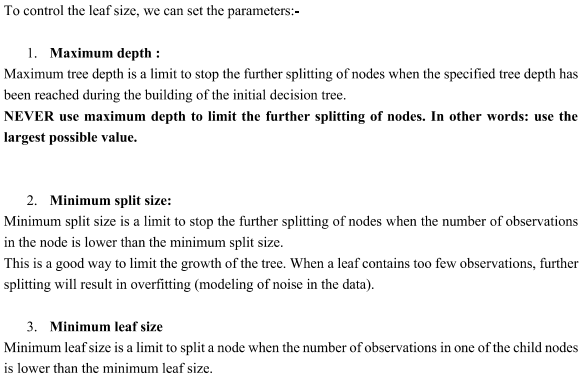 To control the leaf size, we can set the parameters:-
1. Maximum depth :
Maximum tree depth is a limit to stop the further splitting of nodes when the specified tree depth has
been reached during the building of the initial decision tree.
NEVER use maximum depth to limit the further splitting of nodes. In other words: use the
largest possible value.
2. Minimum split size:
Minimum split size is a limit to stop the further splitting of nodes when the number of observations
in the node is lower than the minimum split size.
This is a good way to limit the growth of the tree. When a leaf contains too few observations, further
splitting will result in overfitting (modeling of noise in the data).
3. Minimum leaf size
Minimum leaf size is a limit to split a node when the number of observations in one of the child nodes
is lower than the minimum leaf size.